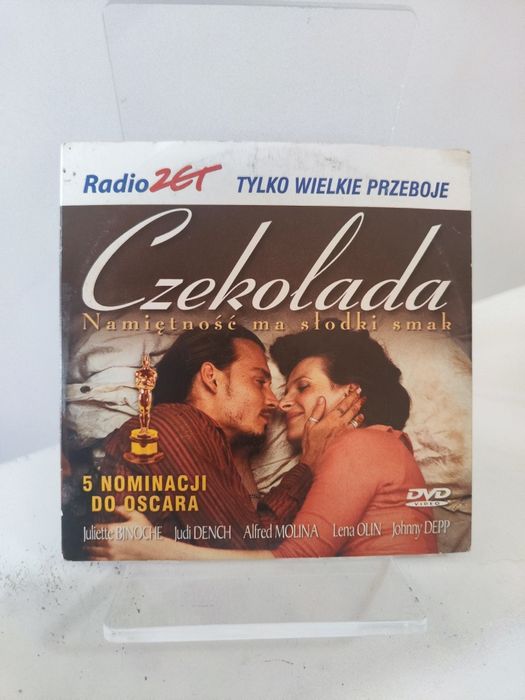 Radio ZET TYLKO WIELKIE PRZEBOJE
Czekolada
Namiętność ma słodki smak
5 NOMINACJI
DO OSCARA
DVD
VIDEO
Juliette BINOCHE Judi DENCH Alfred MOLINA Lena OLIN Johnny DEPP